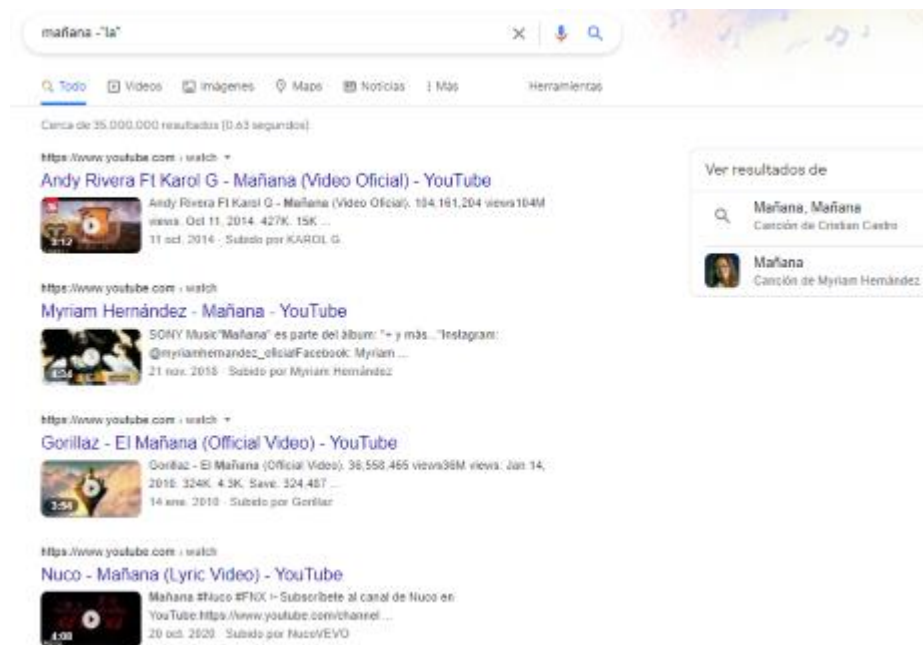 mañana -"la"
Todo Videos Imágenes Maps Noticias Más Herramientas
Cerca de 35.000.000 resultados (0,63 segundos)
https://www.youtube.com › watch
Andy Rivera Ft Karol G - Mañana (Video Oficial) - YouTube
Andy Rivera Ft Karol G - Mañana (Video Oficial). 104,161,204 views104M
views. Oct 11, 2014. 427K. 15K ...
3:12
11 oct. 2014 · Subido por KAROL G
https://www.youtube.com › watch
Myriam Hernández - Mañana - YouTube
SONY Music"Mañana" es parte del álbum: "+ y más..."Instagram:
@myriamhernandez_oficialFacebook: Myriam ...
21 nov. 2018 · Subido por Myriam Hernández
https://www.youtube.com › watch
Gorillaz - El Mañana (Official Video) - YouTube
Gorillaz - El Mañana (Official Video). 36,558,465 views36M views. Jan 14,
2010. 324K. 4.3K. Save. 324,487 ...
3:54
14 ene. 2010 · Subido por Gorillaz
https://www.youtube.com › watch
Nuco - Mañana (Lyric Video) - YouTube
Mañana #Nuco #FNX ▷ Subscríbete al canal de Nuco en
YouTube:https://www.youtube.com/channel ...
4:08
20 oct. 2020 · Subido por NucoVEVO
Ver resultados de
Mañana, Mañana
Canción de Cristian Castro
Mañana
Canción de Myriam Hernández